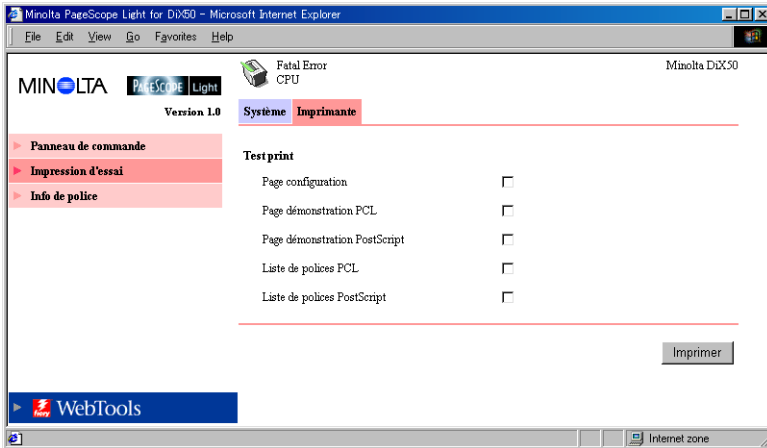 Minolta PageScope Light for DiX50 - Microsoft Internet Explorer
File Edit View Go Favorites Help
MINOLTA PAGESCOPE Light
Version 1.0
Fatal Error
CPU
Minolta DiX50
Système Imprimante
Panneau de commande
Impression d'essai
Info de police
Test print
Page configuration
Page démonstration PCL
Page démonstration PostScript
Liste de polices PCL
Liste de polices PostScript
Imprimer
fiery WebTools
Internet zone